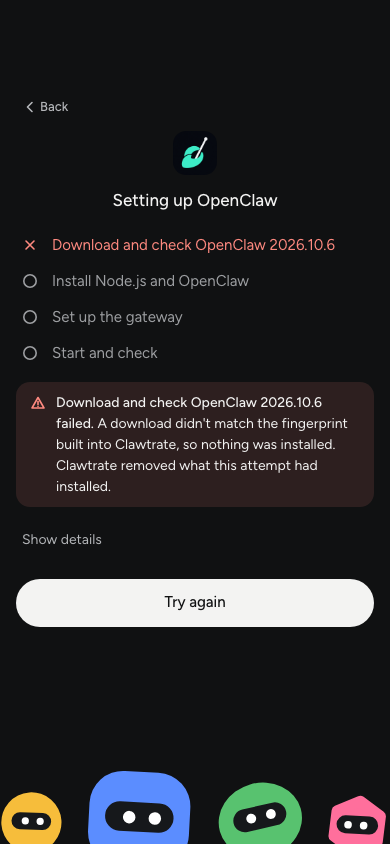 Back
Setting up OpenClaw
Download and check OpenClaw 2026.10.6
Install Node.js and OpenClaw
Set up the gateway
Start and check
Download and check OpenClaw 2026.10.6
failed. A download didn't match the fingerprint
built into Clawtrate, so nothing was installed.
Clawtrate removed what this attempt had
installed.
Show details
Try again